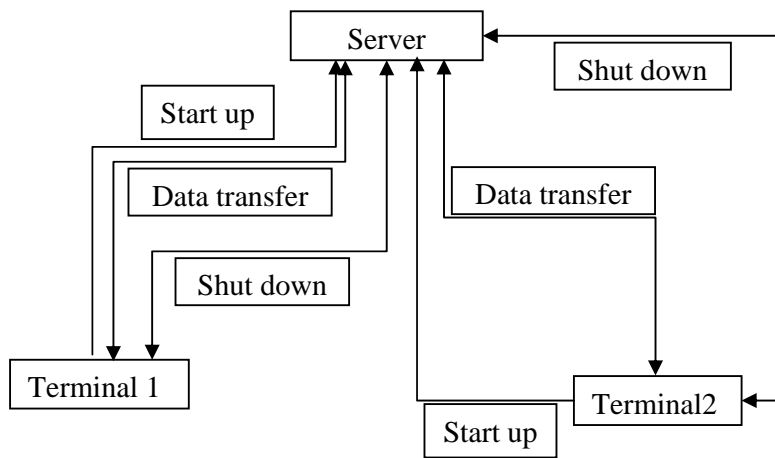 Server
Shut down
Start up
Data transfer
Data transfer
Shut down
Terminal 1
Terminal2
Start up